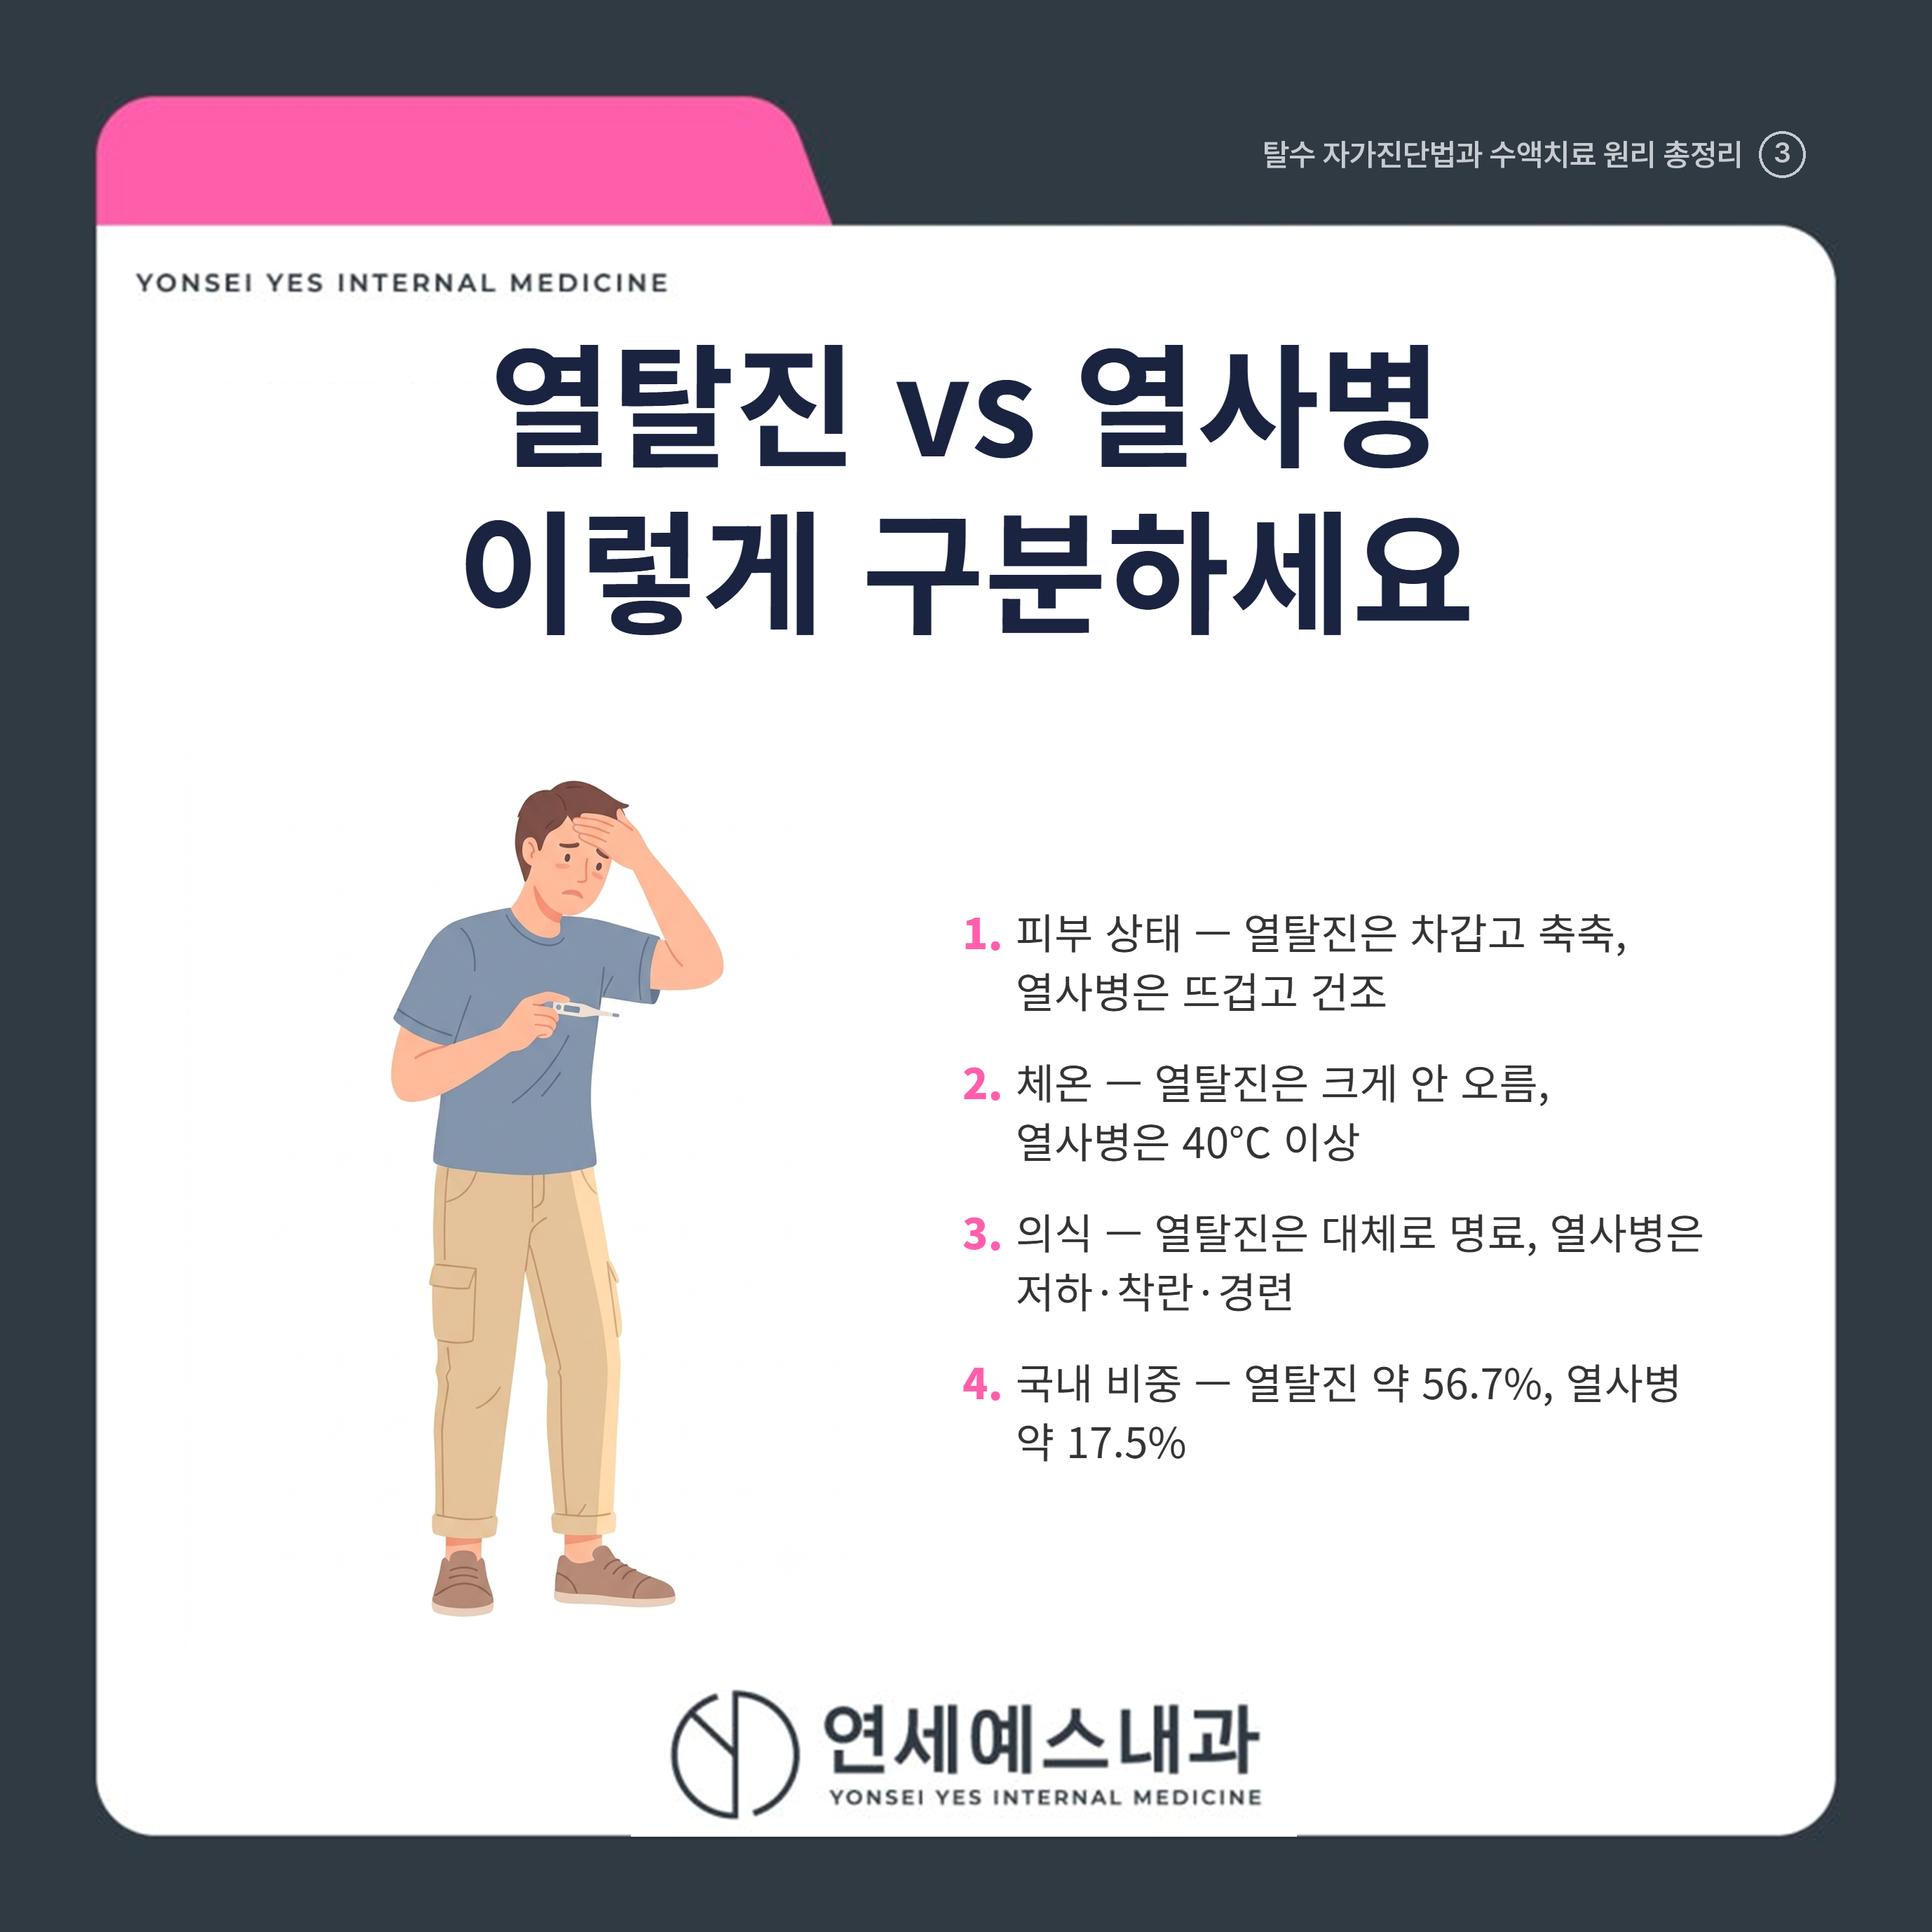 탈수 자가진단법과 수액치료 원리 총정리 3
YONSEI YES INTERNAL MEDICINE
열탈진 vs 열사병
이렇게 구분하세요
1. 피부 상태 — 열탈진은 차갑고 축축,
열사병은 뜨겁고 건조
2. 체온 — 열탈진은 크게 안 오름,
열사병은 40°C 이상
3. 의식 — 열탈진은 대체로 명료, 열사병은
저하·착란·경련
4. 국내 비중 — 열탈진 약 56.7%, 열사병
약 17.5%
연세예스내과
YONSEI YES INTERNAL MEDICINE